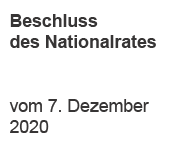 Beschluss
des Nationalrates
vom 7. Dezember
2020